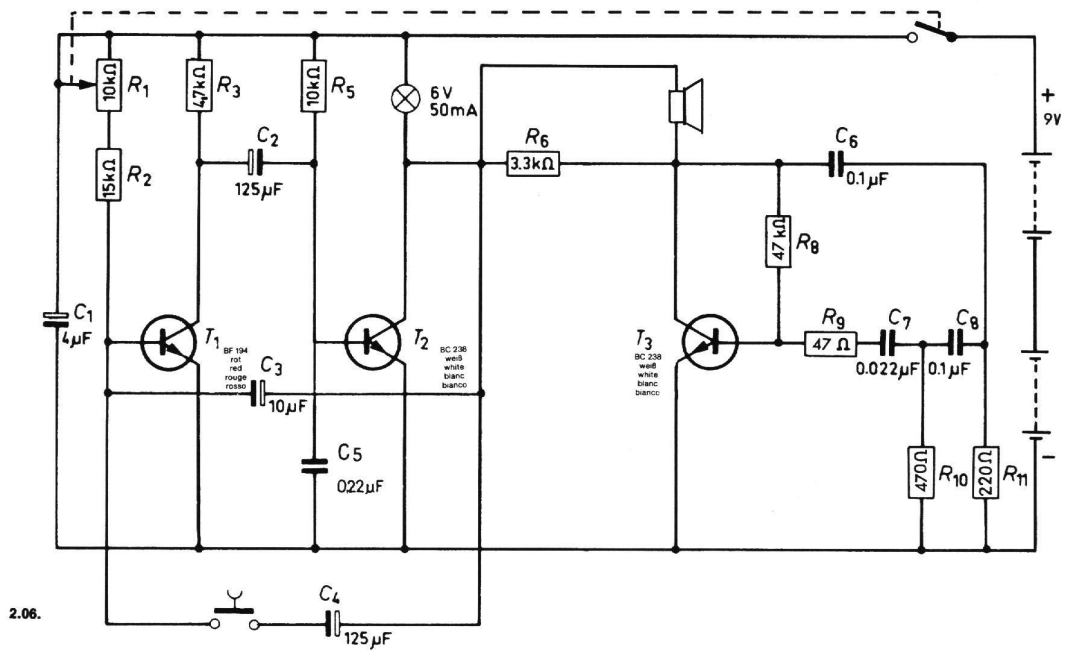 10kΩ
R1
4,7kΩ
R3
10kΩ
R5
6V
50mA
+
9V
C2
125µF
R6
3.3kΩ
C6
0.1µF
15kΩ
R2
47kΩ
R8
C1
4µF
T1
BF 194
rot
red
rouge
rosso
T2
BC 238
weiß
white
blanc
bianco
T3
BC 238
weiß
white
blanc
bianco
R9
47 Ω
C7
0.022µF
C8
0.1µF
C3
10µF
C5
0.22µF
470Ω
R10
220Ω
R11
−
2.06.
C4
125µF